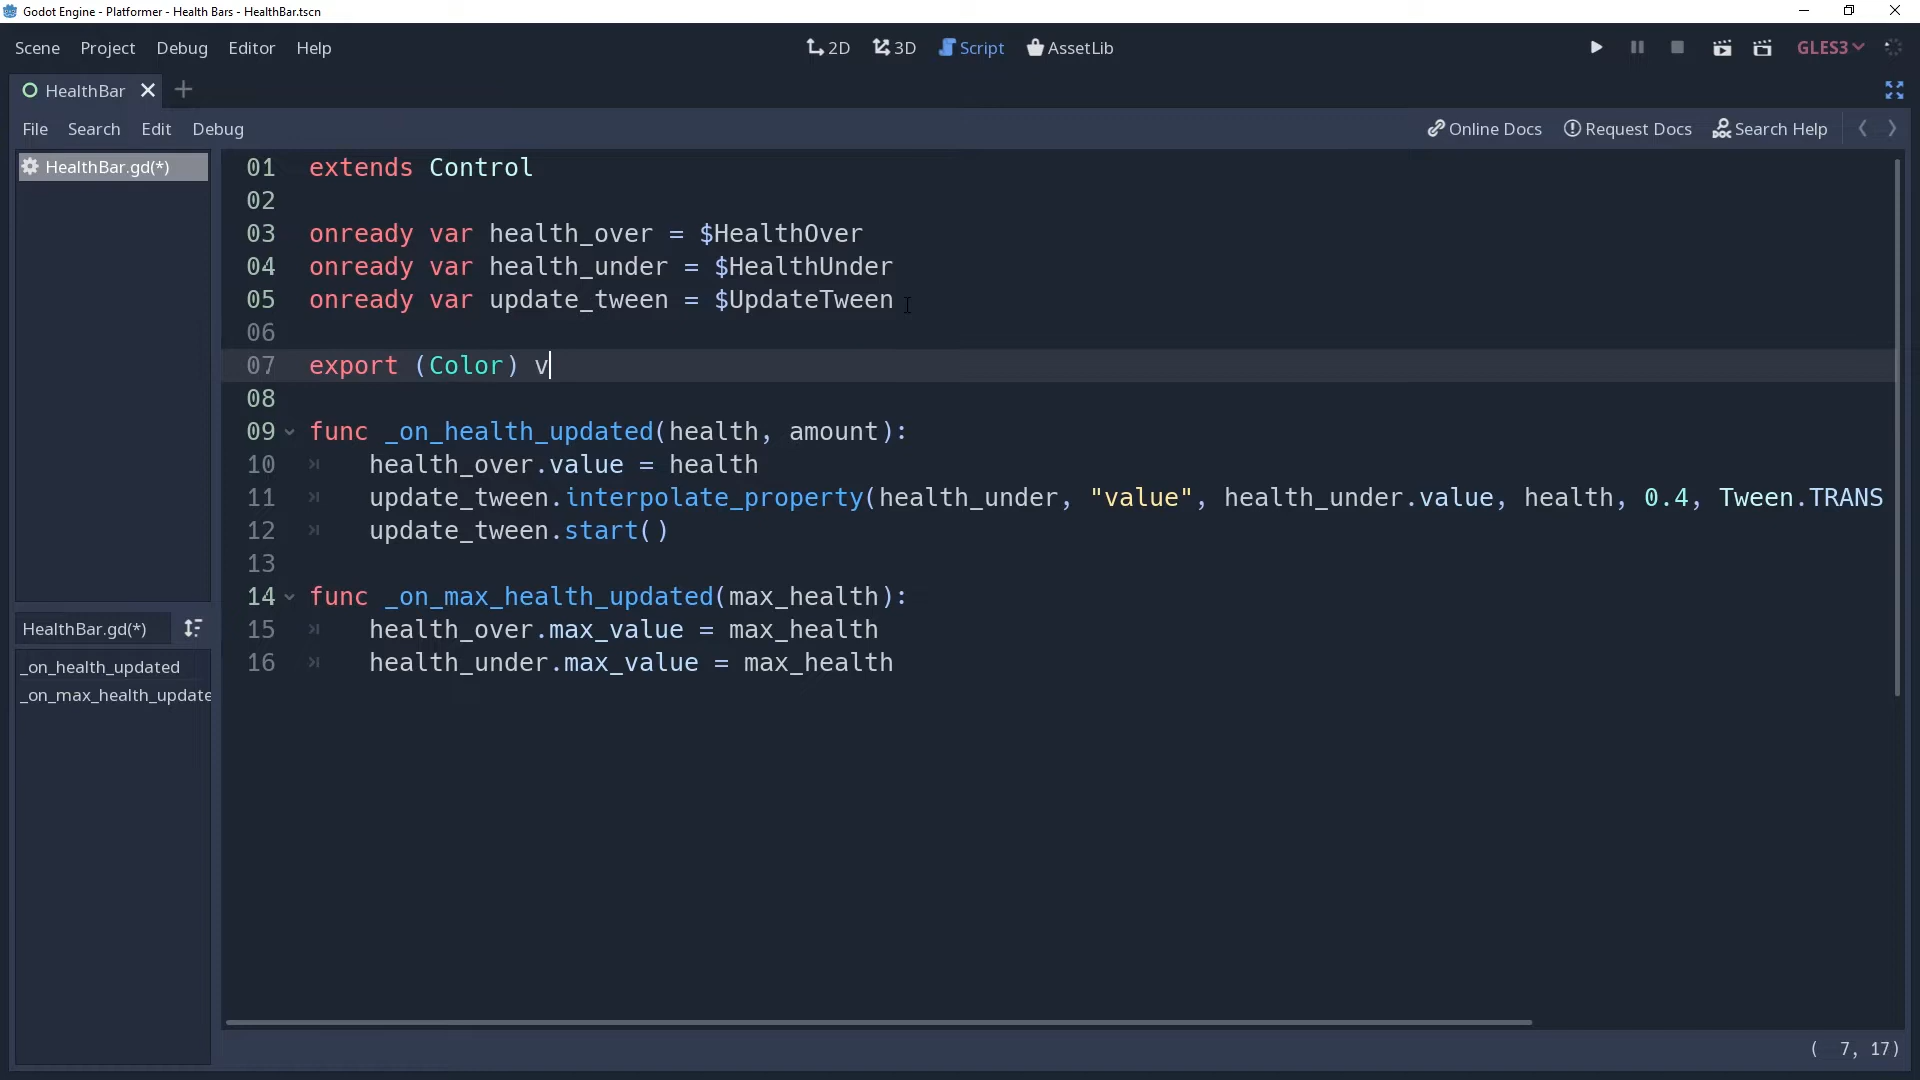 Godot Engine - Platformer - Health Bars - HealthBar.tscn
Scene Project Debug Editor Help 2D 3D Script AssetLib GLES3
HealthBar
File Search Edit Debug Online Docs Request Docs Search Help
HealthBar.gd(*)
01 extends Control
02
03 onready var health_over = $HealthOver
04 onready var health_under = $HealthUnder
05 onready var update_tween = $UpdateTween
06
07 export (Color) v
08
09 func _on_health_updated(health, amount):
10 health_over.value = health
11 update_tween.interpolate_property(health_under, "value", health_under.value, health, 0.4, Tween.TRANS
12 update_tween.start()
13
14 func _on_max_health_updated(max_health):
15 health_over.max_value = max_health
16 health_under.max_value = max_health
HealthBar.gd(*)
_on_health_updated
_on_max_health_update
( 7, 17)